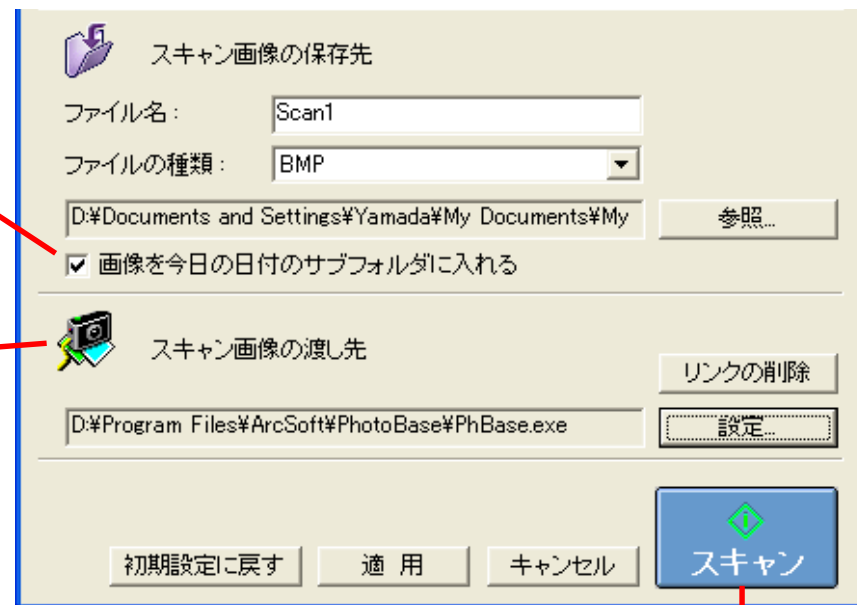 スキャン画像の保存先
ファイル名：
Scan1
ファイルの種類：
BMP
D:¥Documents and Settings¥Yamada¥My Documents¥My
参照...
画像を今日の日付のサブフォルダに入れる
スキャン画像の渡し先
リンクの削除
D:¥Program Files¥ArcSoft¥PhotoBase¥PhBase.exe
設定...
初期設定に戻す
適 用
キャンセル
スキャン